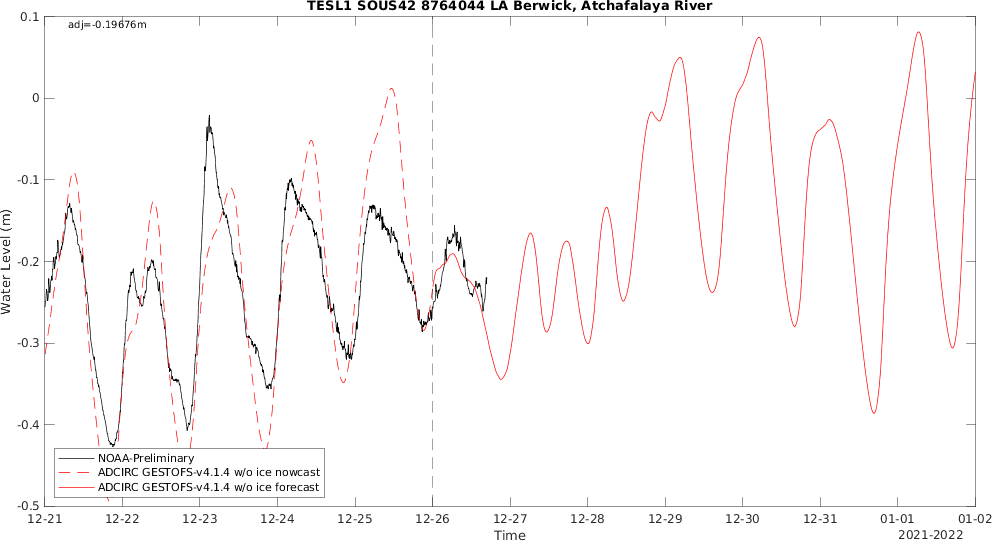 TESL1 SOUS42 8764044 LA Berwick, Atchafalaya River
adj=-0.19676m
0.1
0
-0.1
-0.2
-0.3
-0.4
-0.5
Water Level (m)
NOAA-Preliminary
ADCIRC GESTOFS-v4.1.4 w/o ice nowcast
ADCIRC GESTOFS-v4.1.4 w/o ice forecast
12-21 12-22 12-23 12-24 12-25 12-26 12-27 12-28 12-29 12-30 12-31 01-01 01-02
Time
2021-2022